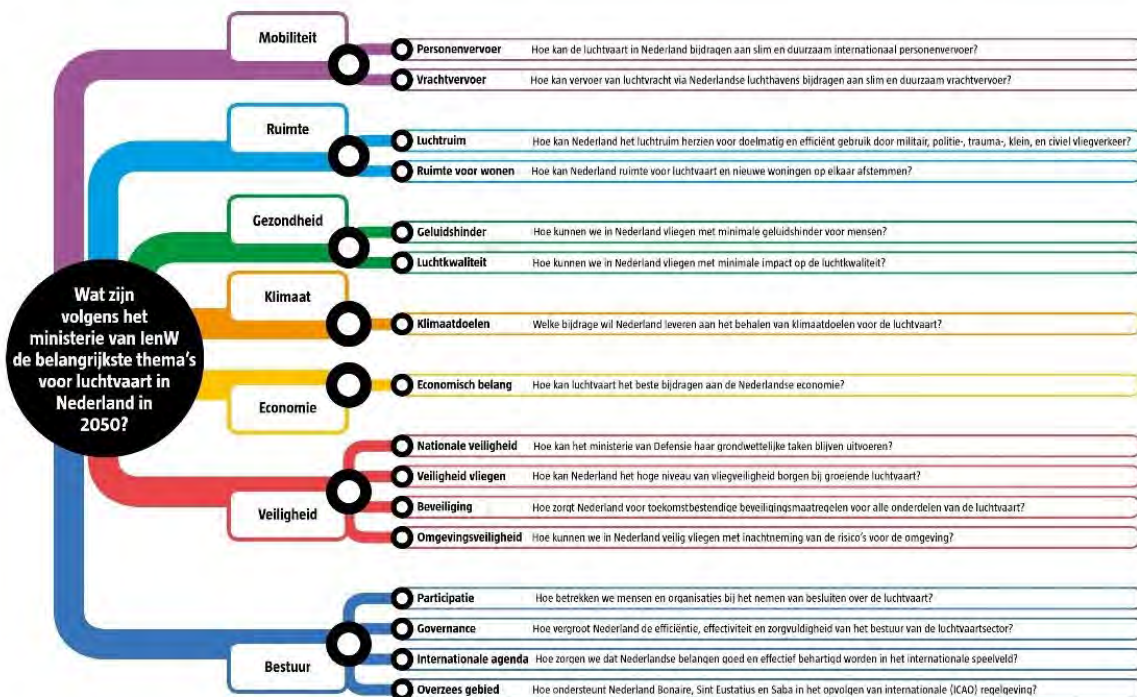 Wat zijn
volgens het
ministerie van IenW
de belangrijkste thema's
voor luchtvaart in
Nederland in
2050?
Mobiliteit
Personenvervoer Hoe kan de luchtvaart in Nederland bijdragen aan slim en duurzaam internationaal personenvervoer?
Vrachtvervoer Hoe kan vervoer van luchtvracht via Nederlandse luchthavens bijdragen aan slim en duurzaam vrachtvervoer?
Ruimte
Luchtruim Hoe kan Nederland het luchtruim herzien voor doelmatig en efficiënt gebruik door militair, politie-, trauma-, klein, en civiel vliegverkeer?
Ruimte voor wonen Hoe kan Nederland ruimte voor luchtvaart en nieuwe woningen op elkaar afstemmen?
Gezondheid
Geluidshinder Hoe kunnen we in Nederland vliegen met minimale geluidshinder voor mensen?
Luchtkwaliteit Hoe kunnen we in Nederland vliegen met minimale impact op de luchtkwaliteit?
Klimaat
Klimaatdoelen Welke bijdrage wil Nederland leveren aan het behalen van klimaatdoelen voor de luchtvaart?
Economie
Economisch belang Hoe kan luchtvaart het beste bijdragen aan de Nederlandse economie?
Veiligheid
Nationale veiligheid Hoe kan het ministerie van Defensie haar grondwettelijke taken blijven uitvoeren?
Veiligheid vliegen Hoe kan Nederland het hoge niveau van vliegveiligheid borgen bij groeiende luchtvaart?
Beveiliging Hoe zorgt Nederland voor toekomstbestendige beveiligingsmaatregelen voor alle onderdelen van de luchtvaart?
Omgevingsveiligheid Hoe kunnen we in Nederland veilig vliegen met inachtneming van de risico's voor de omgeving?
Bestuur
Participatie Hoe betrekken we mensen en organisaties bij het nemen van besluiten over de luchtvaart?
Governance Hoe vergroot Nederland de efficiëntie, effectiviteit en zorgvuldigheid van het bestuur van de luchtvaartsector?
Internationale agenda Hoe zorgen we dat Nederlandse belangen goed en effectief behartigd worden in het internationale speelveld?
Overzees gebied Hoe ondersteunt Nederland Bonaire, Sint Eustatius en Saba in het opvolgen van internationale (ICAO) regelgeving?